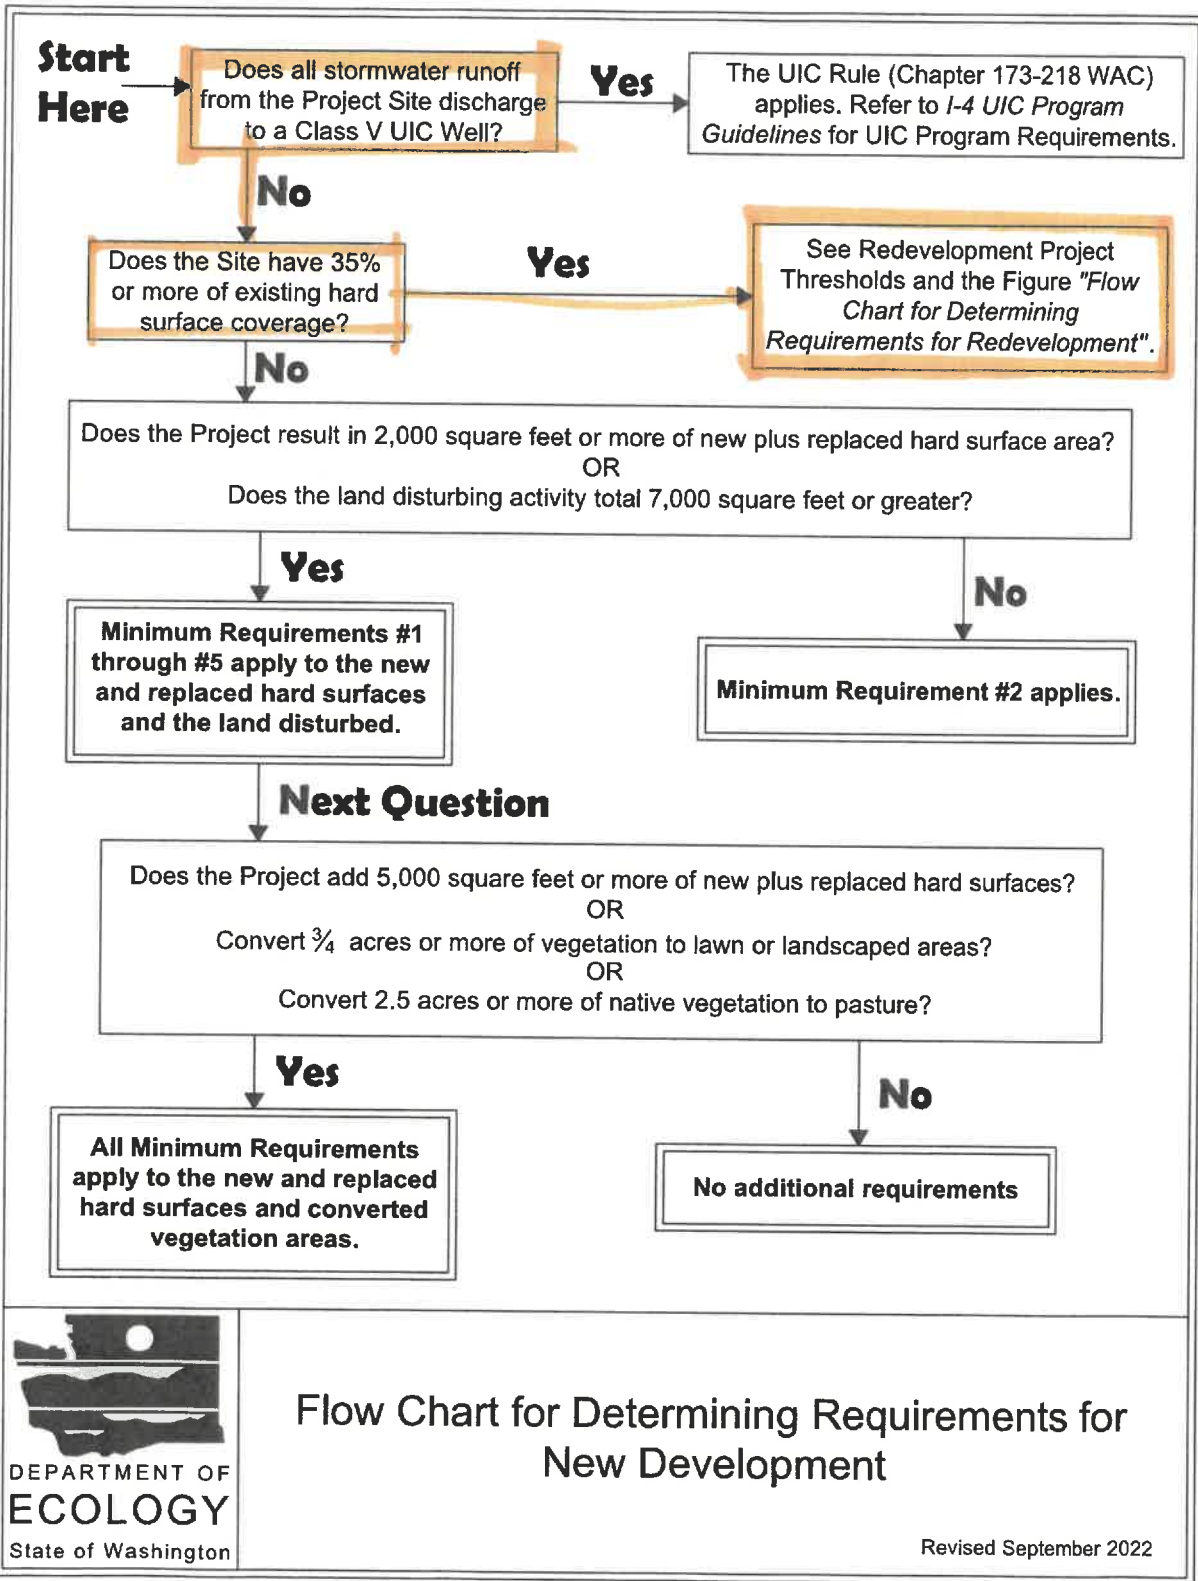 Start
Here
Does all stormwater runoff
from the Project Site discharge
to a Class V UIC Well?
Yes
The UIC Rule (Chapter 173-218 WAC)
applies. Refer to I-4 UIC Program
Guidelines for UIC Program Requirements.
No
Does the Site have 35%
or more of existing hard
surface coverage?
Yes
See Redevelopment Project
Thresholds and the Figure "Flow
Chart for Determining
Requirements for Redevelopment".
No
Does the Project result in 2,000 square feet or more of new plus replaced hard surface area?
OR
Does the land disturbing activity total 7,000 square feet or greater?
Yes
No
Minimum Requirements #1
through #5 apply to the new
and replaced hard surfaces
and the land disturbed.
Minimum Requirement #2 applies.
Next Question
Does the Project add 5,000 square feet or more of new plus replaced hard surfaces?
OR
Convert ¾ acres or more of vegetation to lawn or landscaped areas?
OR
Convert 2.5 acres or more of native vegetation to pasture?
Yes
No
All Minimum Requirements
apply to the new and replaced
hard surfaces and converted
vegetation areas.
No additional requirements
DEPARTMENT OF
ECOLOGY
State of Washington
Flow Chart for Determining Requirements for
New Development
Revised September 2022